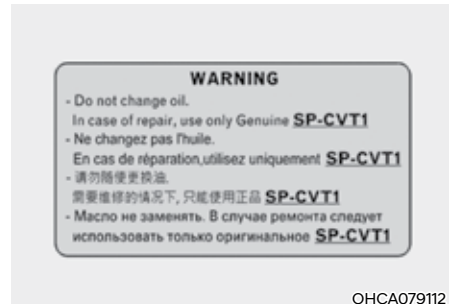 WARNING
- Do not change oil.
In case of repair, use only Genuine SP-CVT1
- Ne changez pas l'huile.
En cas de réparation,utilisez uniquement SP-CVT1
- 请勿随便更换油.
需要维修的情况下, 只能使用正品 SP-CVT1
- Масло не заменять. В случае ремонта следует
использовать только оригинальное SP-CVT1
OHCA079112